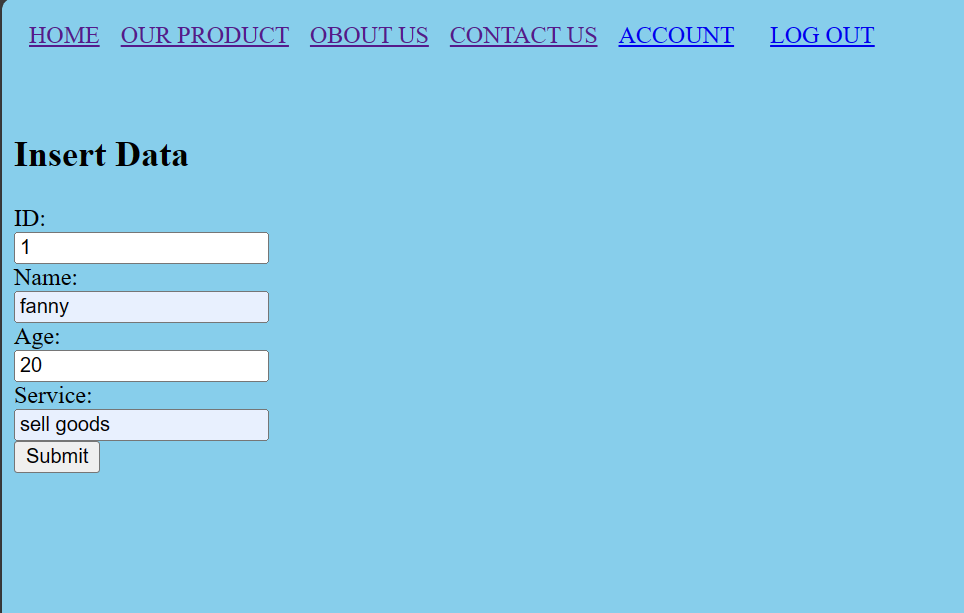 HOME OUR PRODUCT OBOUT US CONTACT US ACCOUNT LOG OUT
Insert Data
ID:
1
Name:
fanny
Age:
20
Service:
sell goods
Submit